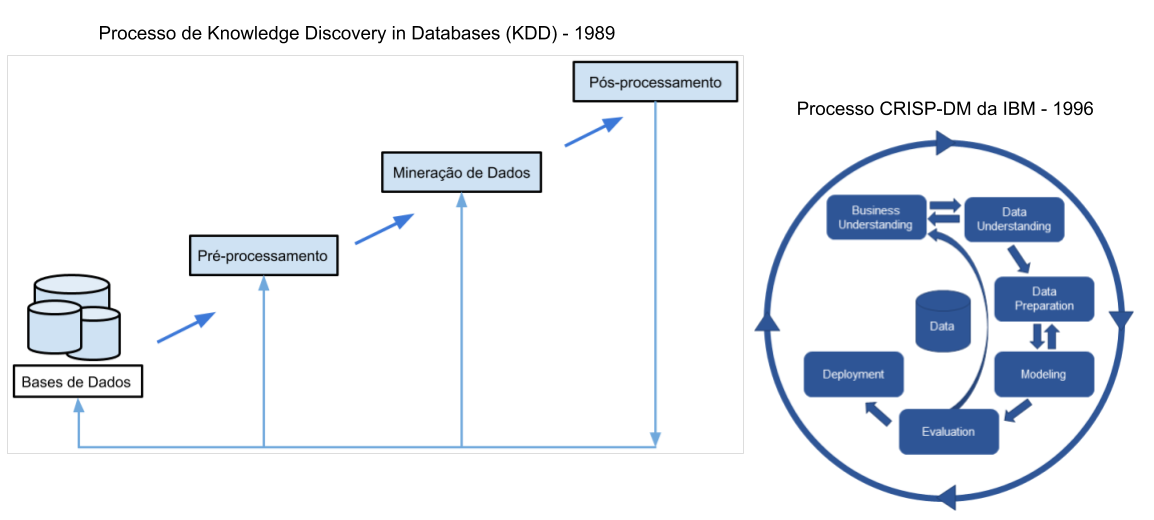 Processo de Knowledge Discovery in Databases (KDD) - 1989
Pós-processamento
Mineração de Dados
Pré-processamento
Bases de Dados
Processo CRISP-DM da IBM - 1996
Business
Understanding
Data
Understanding
Data
Preparation
Data
Modeling
Deployment
Evaluation